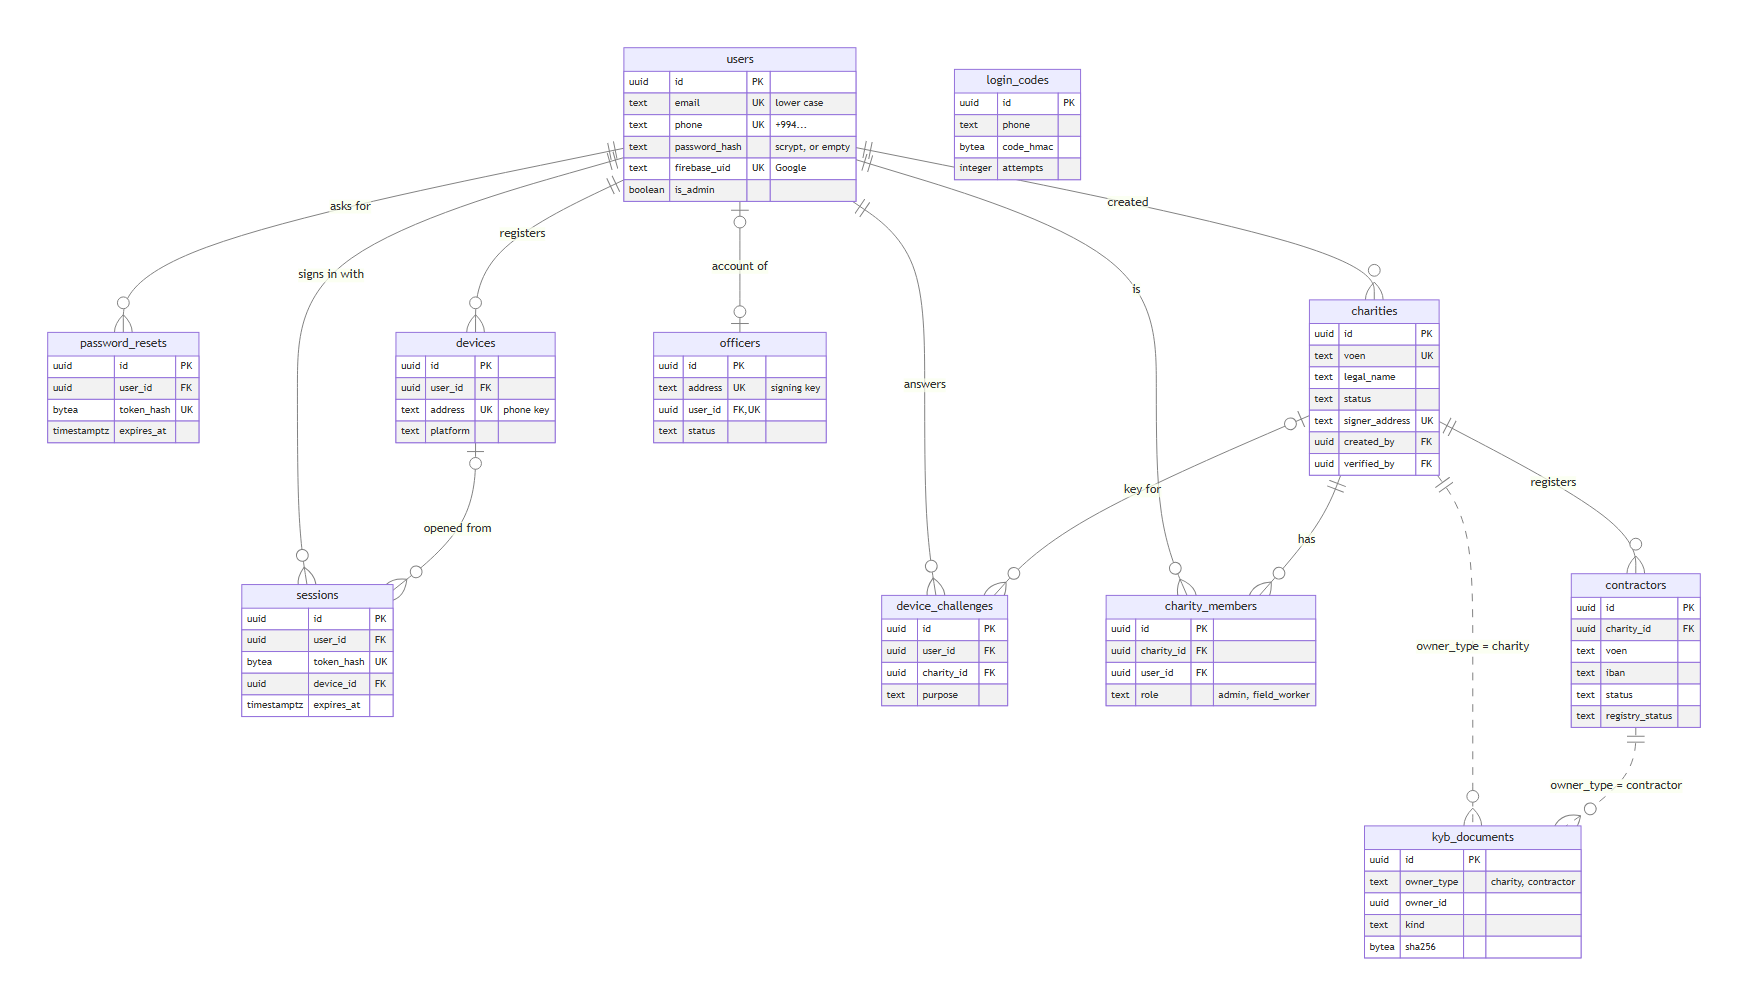 users
uuid id PK
text email UK lower case
text phone UK +994...
text password_hash scrypt, or empty
text firebase_uid UK Google
boolean is_admin
login_codes
uuid id PK
text phone
bytea code_hmac
integer attempts
asks for
signs in with
registers
account of
answers
is
created
password_resets
uuid id PK
uuid user_id FK
bytea token_hash UK
timestamptz expires_at
devices
uuid id PK
uuid user_id FK
text address UK phone key
text platform
officers
uuid id PK
text address UK signing key
uuid user_id FK,UK
text status
charities
uuid id PK
text voen UK
text legal_name
text status
text signer_address UK
uuid created_by FK
uuid verified_by FK
opened from
key for
has
registers
sessions
uuid id PK
uuid user_id FK
bytea token_hash UK
uuid device_id FK
timestamptz expires_at
device_challenges
uuid id PK
uuid user_id FK
uuid charity_id FK
text purpose
charity_members
uuid id PK
uuid charity_id FK
uuid user_id FK
text role admin, field_worker
contractors
uuid id PK
uuid charity_id FK
text voen
text iban
text status
text registry_status
owner_type = charity
owner_type = contractor
kyb_documents
uuid id PK
text owner_type charity, contractor
uuid owner_id
text kind
bytea sha256